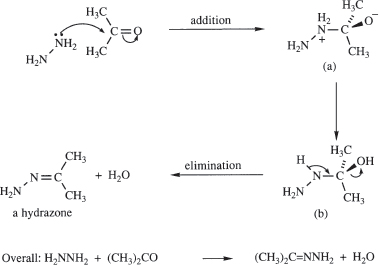 H₃C H₂N NH₂ C=O H₃C
addition
H₃C H₂ N + C O⁻ H₂N CH₃
(a)
H₃C H N C OH H₂N CH₃
(b)
elimination
CH₃ N=C H₂N CH₃ + H₂O
a hydrazone
Overall: H₂NNH₂ + (CH₃)₂CO → (CH₃)₂C=NNH₂ + H₂O